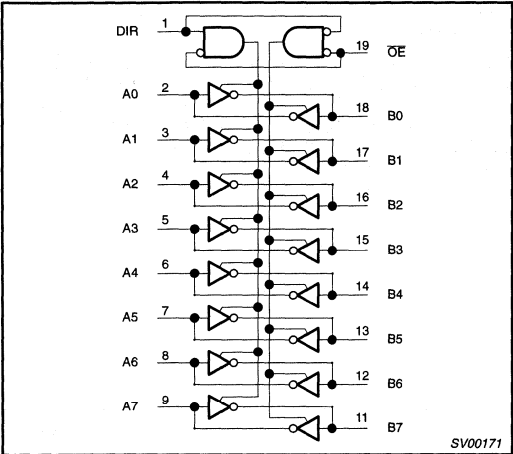 DIR 1
19 OE
A0 2
18 B0
A1 3
17 B1
A2 4
16 B2
A3 5
15 B3
A4 6
14 B4
A5 7
13 B5
A6 8
12 B6
A7 9
11 B7
SV00171